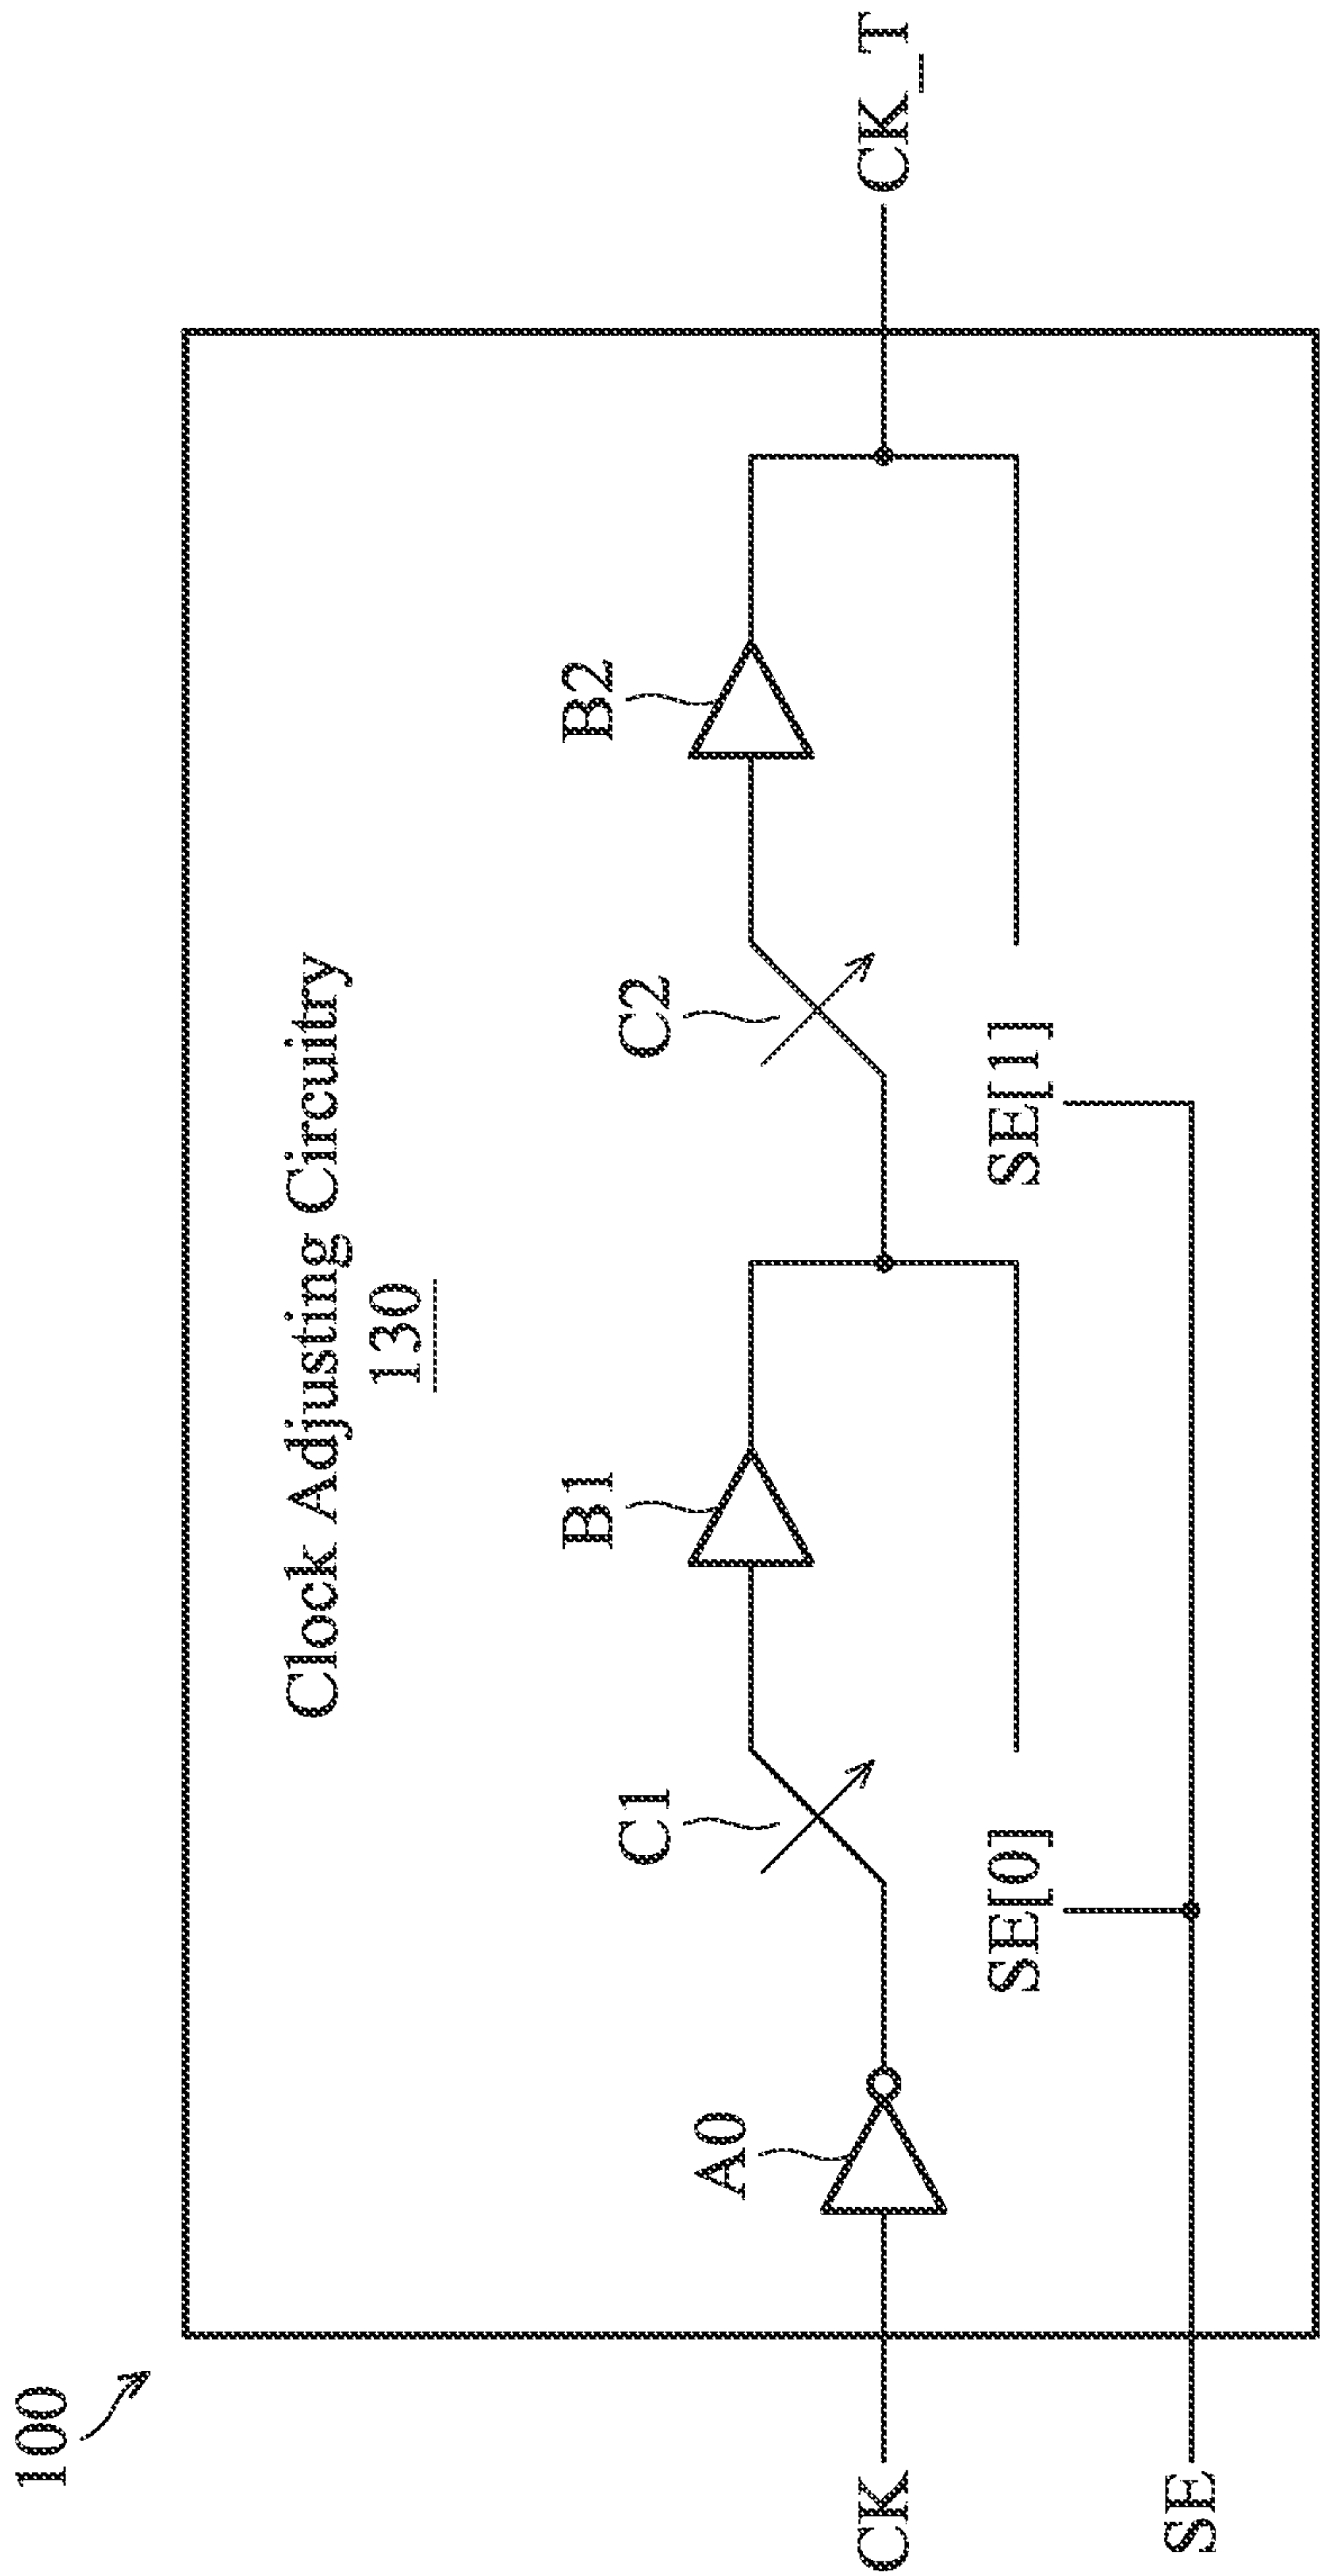 100
Clock Adjusting Circuitry
130
B1
B2
C1
C2
A0
CK
CK_T
SE[0]
SE[1]
SE